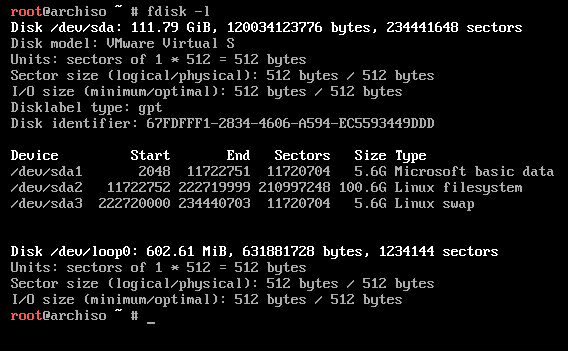 root@archiso ~ # fdisk -l
Disk /dev/sda: 111.79 GiB, 120034123776 bytes, 234441648 sectors
Disk model: VMware Virtual S
Units: sectors of 1 * 512 = 512 bytes
Sector size (logical/physical): 512 bytes / 512 bytes
I/O size (minimum/optimal): 512 bytes / 512 bytes
Disklabel type: gpt
Disk identifier: 67FDFFF1-2834-4606-A594-EC5593449DDD
Device Start End Sectors Size Type
/dev/sda1 2048 11722751 11720704 5.6G Microsoft basic data
/dev/sda2 11722752 222719999 210997248 100.6G Linux filesystem
/dev/sda3 222720000 234440703 11720704 5.6G Linux swap
Disk /dev/loop0: 602.61 MiB, 631881728 bytes, 1234144 sectors
Units: sectors of 1 * 512 = 512 bytes
Sector size (logical/physical): 512 bytes / 512 bytes
I/O size (minimum/optimal): 512 bytes / 512 bytes
root@archiso ~ # _